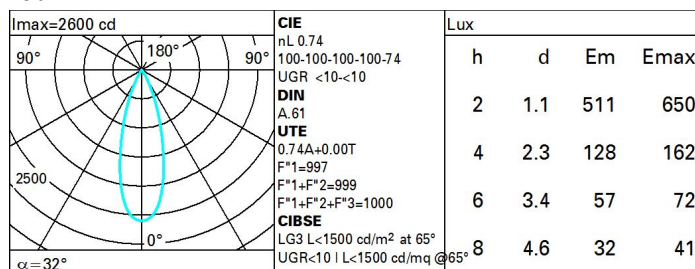 Imax=2600 cd
90°
180°
90°
2500
0°
α=32°
CIE
nL 0.74
100-100-100-100-74
UGR <10-<10
DIN
A.61
UTE
0.74A+0.00T
F"1=997
F"1+F"2=999
F"1+F"2+F"3=1000
CIBSE
LG3 L<1500 cd/m² at 65°
UGR<10 | L<1500 cd/mq @65°
Lux
h d Em Emax
2 1.1 511 650
4 2.3 128 162
6 3.4 57 72
8 4.6 32 41